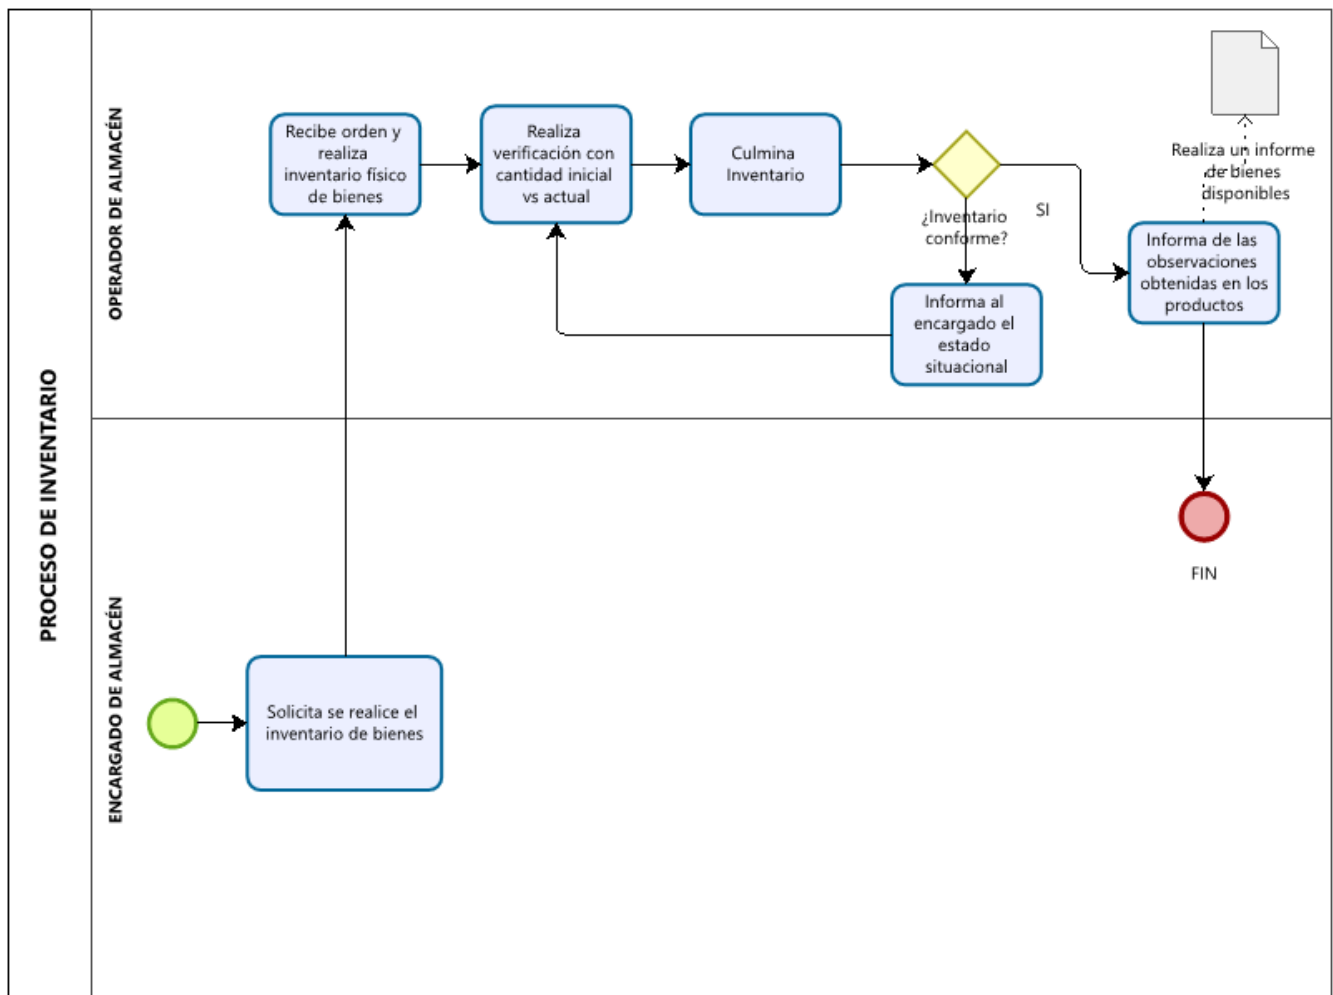 PROCESO DE INVENTARIO
OPERADOR DE ALMACÉN
Recibe orden y
realiza
inventario físico
de bienes
Realiza
verificación con
cantidad inicial
vs actual
Culmina
Inventario
¿Inventario
conforme?
SI
Informa al
encargado el
estado
situacional
Realiza un informe
de bienes
disponibles
Informa de las
observaciones
obtenidas en los
productos
ENCARGADO DE ALMACÉN
Solicita se realice el
inventario de bienes
FIN